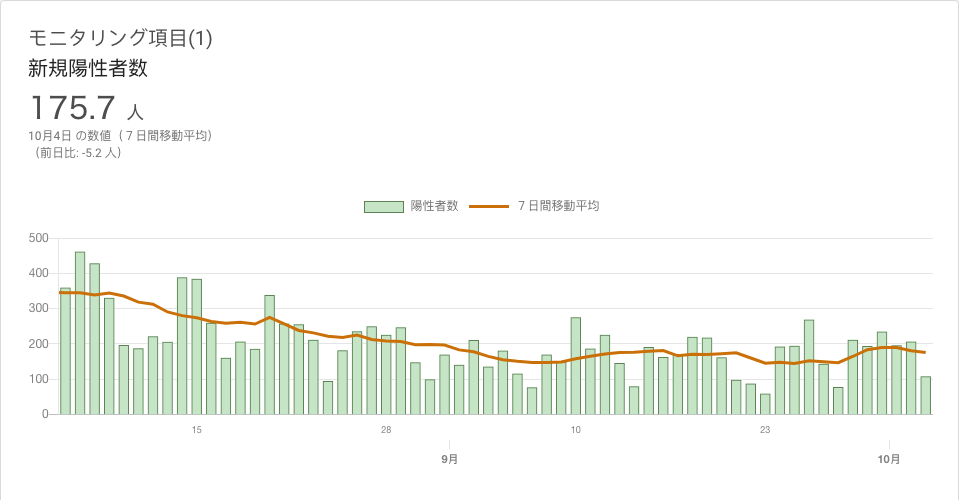 モニタリング項目(1)
新規陽性者数
175.7 人
10月4日 の数値（７日間移動平均）
（前日比: -5.2 人）
陽性者数 ７日間移動平均
500
400
300
200
100
0
15 28 10 23
9月 10月